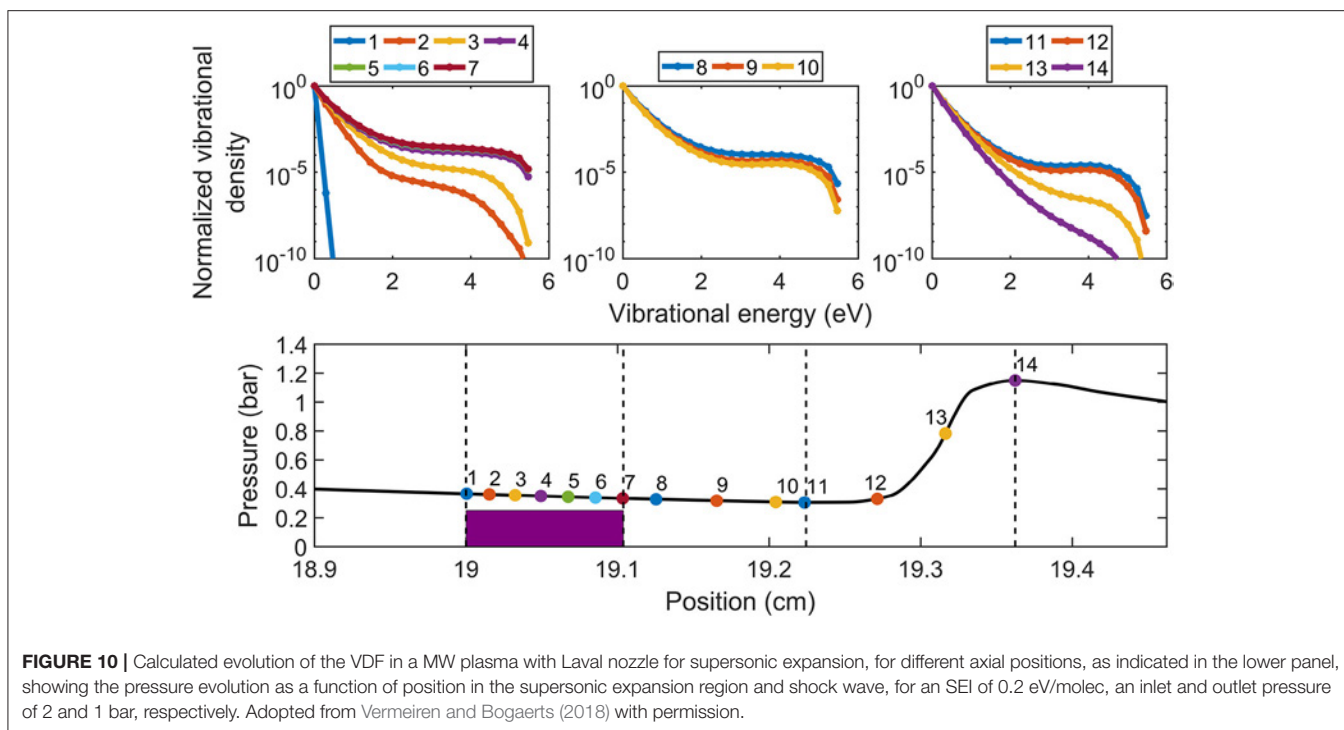 1 2 3 4
5 6 7
8 9 10
11 12
13 14
Normalized vibrational
density
10^0
10^-5
10^-10
0 2 4 6
10^0
10^-5
10^-10
0 2 4 6
10^0
10^-5
10^-10
0 2 4 6
Vibrational energy (eV)
Pressure (bar)
1.4
1.2
1
0.8
0.6
0.4
0.2
0
1 2 3 4 5 6 7 8 9 10 11 12 13 14
18.9 19 19.1 19.2 19.3 19.4
Position (cm)
FIGURE 10 | Calculated evolution of the VDF in a MW plasma with Laval nozzle for supersonic expansion, for different axial positions, as indicated in the lower panel,
showing the pressure evolution as a function of position in the supersonic expansion region and shock wave, for an SEI of 0.2 eV/molec, an inlet and outlet pressure
of 2 and 1 bar, respectively. Adopted from Vermeiren and Bogaerts (2018) with permission.